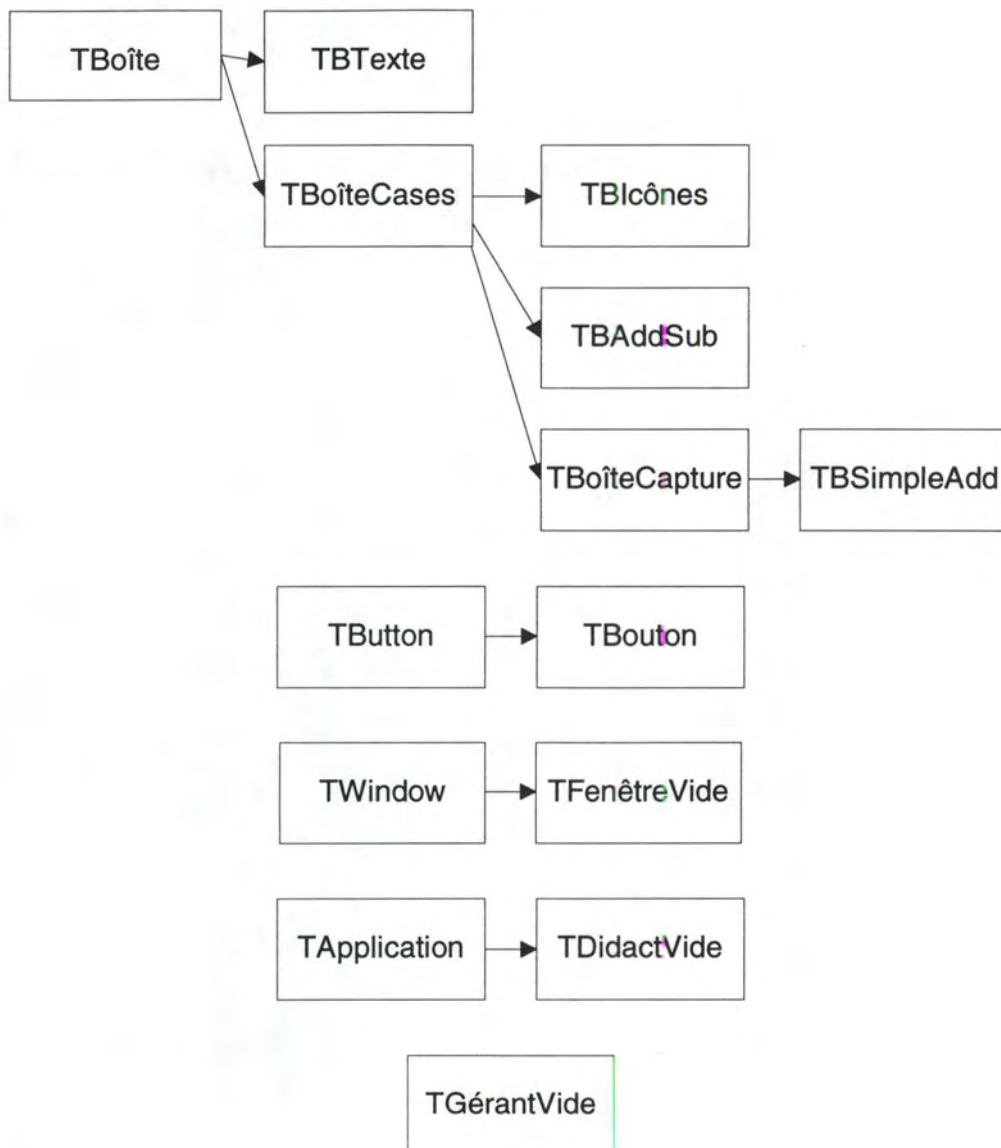 TBoîte
TBTexte
TBoîteCases
TBIcônes
TBAddSub
TBoîteCapture
TBSimpleAdd
TButton
TBouton
TWindow
TFenêtreVide
TApplication
TDidactVide
TGérantVide